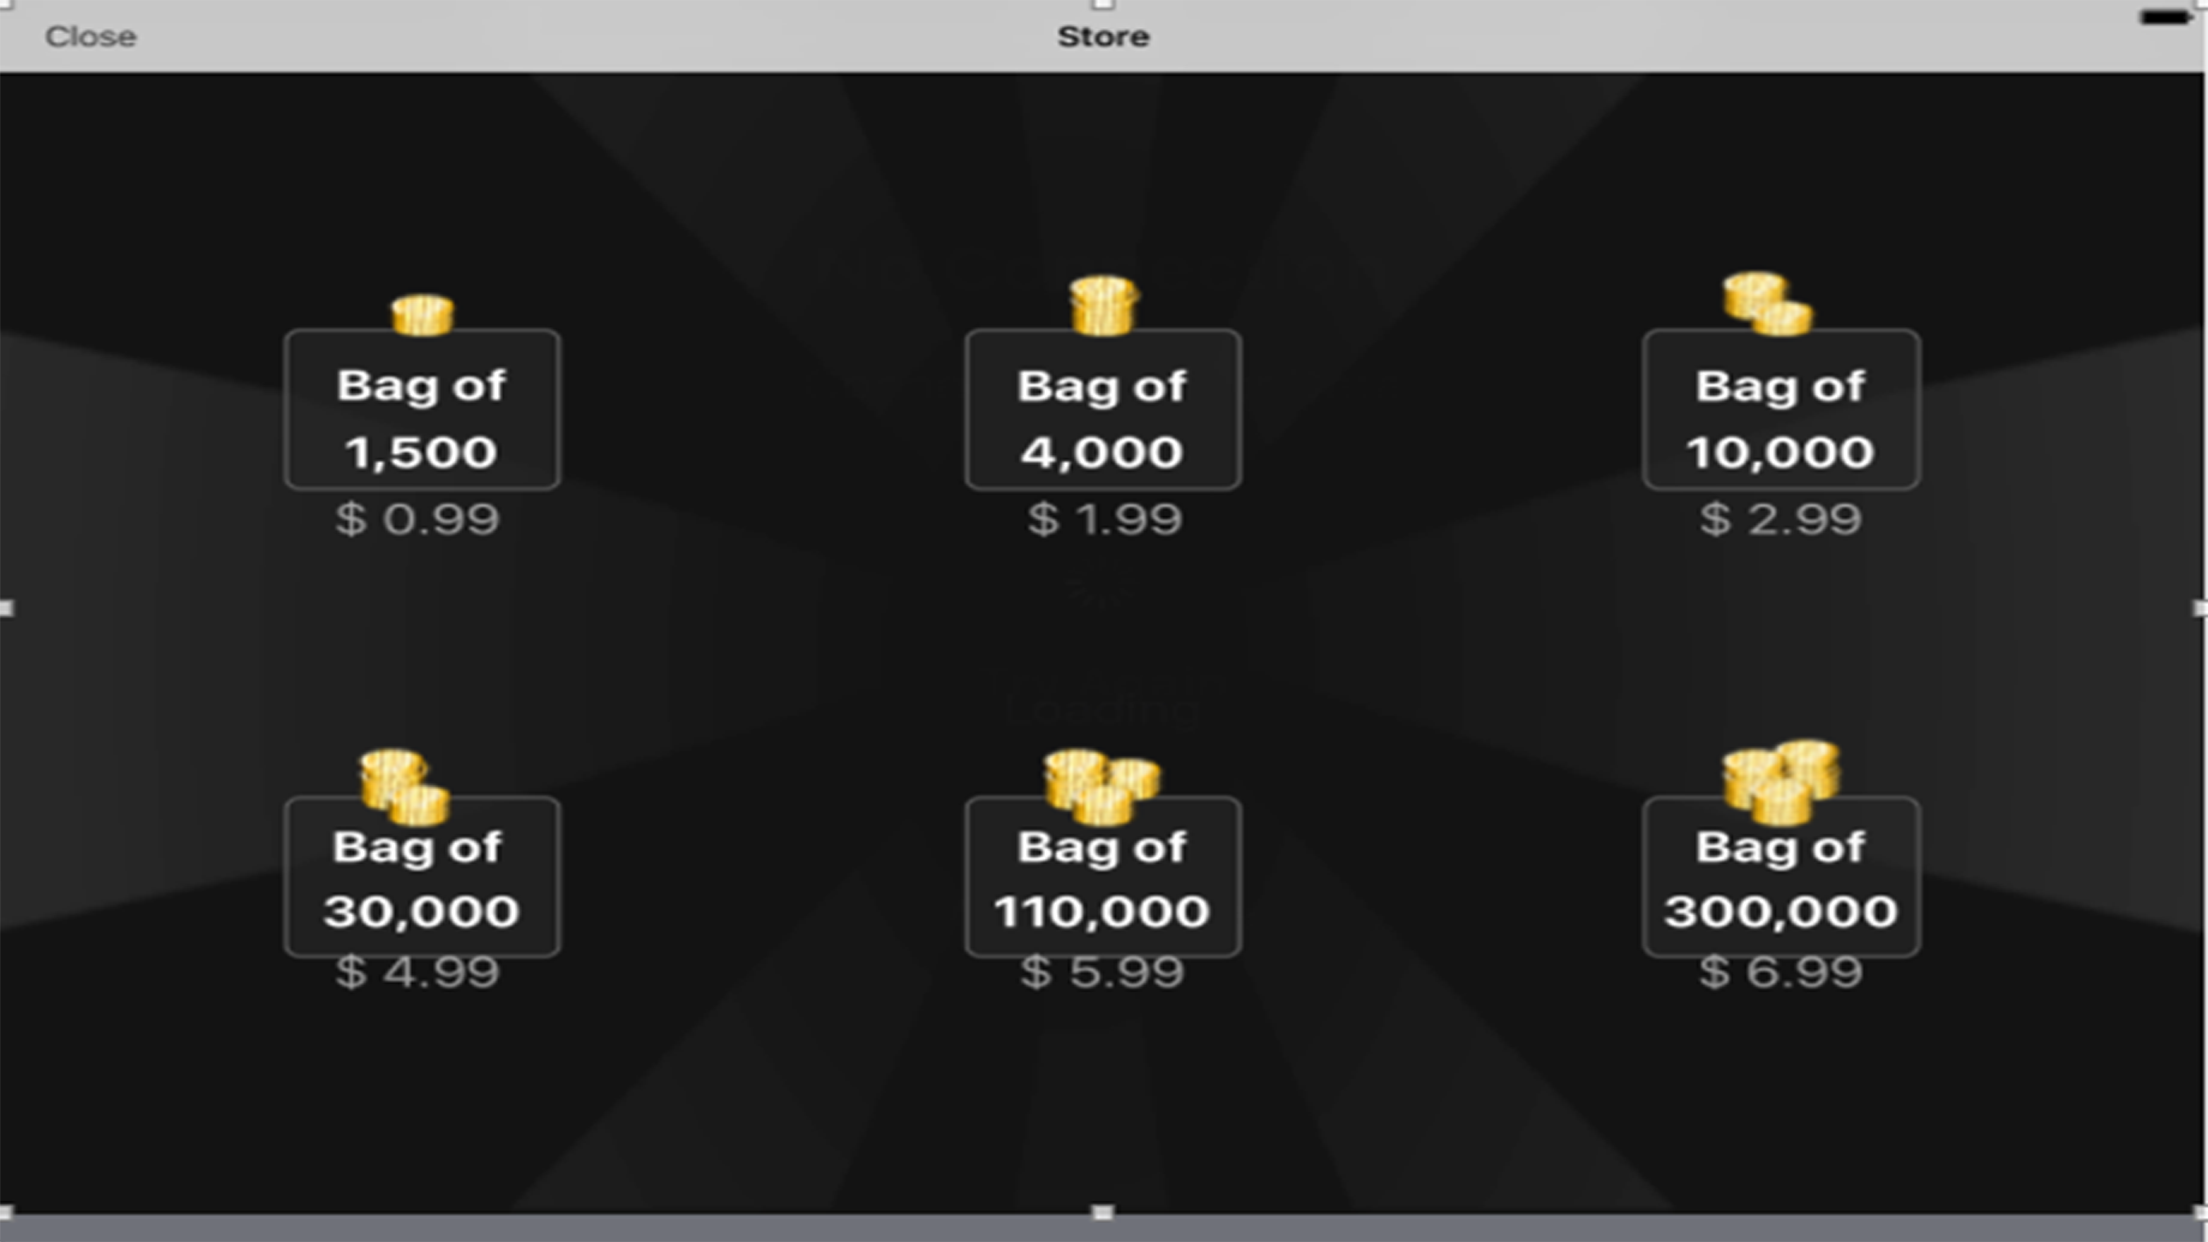 Close
Store
Bag of
1,500
$ 0.99
Bag of
4,000
$ 1.99
Bag of
10,000
$ 2.99
Loading
Bag of
30,000
$ 4.99
Bag of
110,000
$ 5.99
Bag of
300,000
$ 6.99